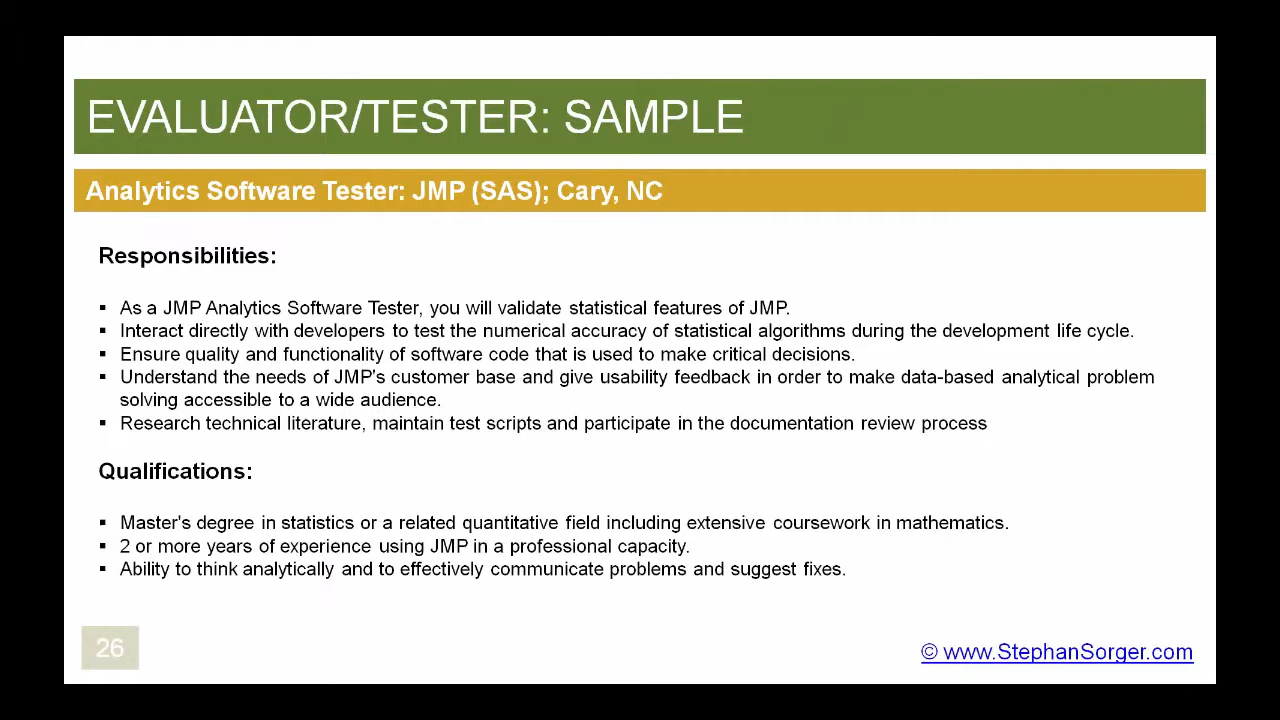 EVALUATOR/TESTER: SAMPLE
Analytics Software Tester: JMP (SAS); Cary, NC
Responsibilities:
▪ As a JMP Analytics Software Tester, you will validate statistical features of JMP.
▪ Interact directly with developers to test the numerical accuracy of statistical algorithms during the development life cycle.
▪ Ensure quality and functionality of software code that is used to make critical decisions.
▪ Understand the needs of JMP's customer base and give usability feedback in order to make data-based analytical problem
solving accessible to a wide audience.
▪ Research technical literature, maintain test scripts and participate in the documentation review process
Qualifications:
▪ Master's degree in statistics or a related quantitative field including extensive coursework in mathematics.
▪ 2 or more years of experience using JMP in a professional capacity.
▪ Ability to think analytically and to effectively communicate problems and suggest fixes.
26
© www.StephanSorger.com